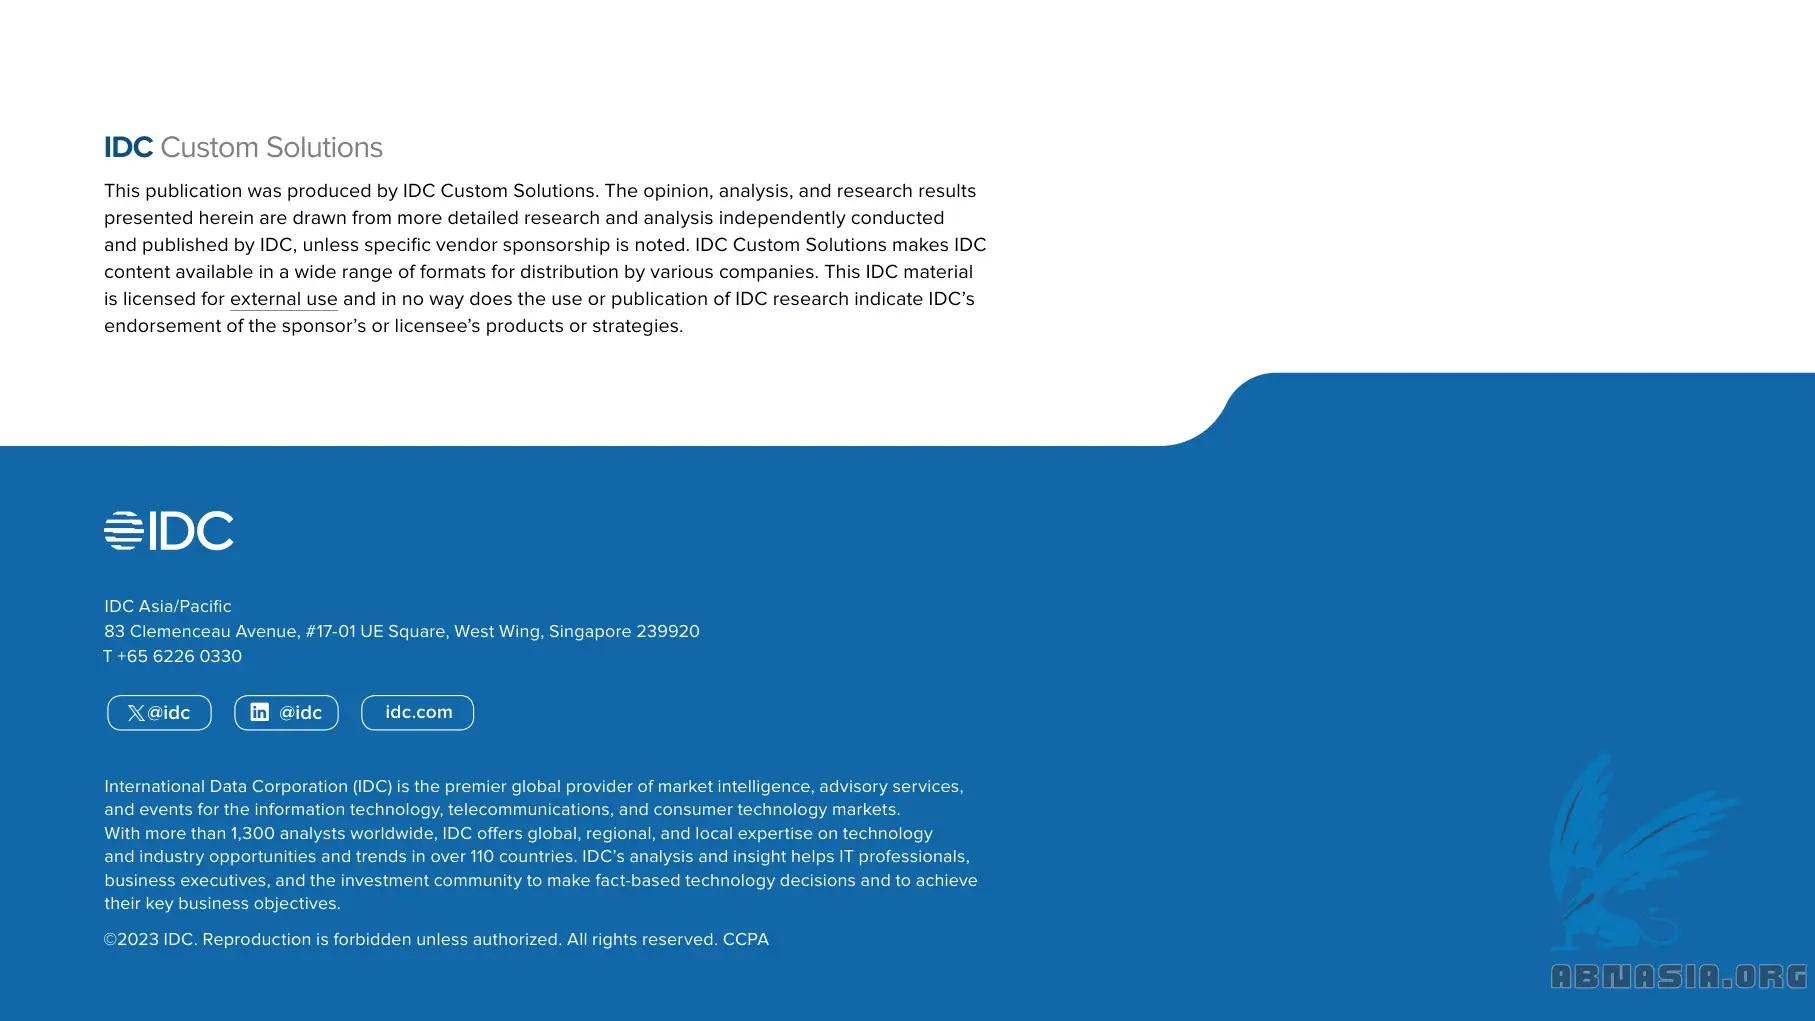 IDC Custom Solutions
This publication was produced by IDC Custom Solutions. The opinion, analysis, and research results
presented herein are drawn from more detailed research and analysis independently conducted
and published by IDC, unless specific vendor sponsorship is noted. IDC Custom Solutions makes IDC
content available in a wide range of formats for distribution by various companies. This IDC material
is licensed for external use and in no way does the use or publication of IDC research indicate IDC’s
endorsement of the sponsor’s or licensee’s products or strategies.
IDC
IDC Asia/Pacific
83 Clemenceau Avenue, #17-01 UE Square, West Wing, Singapore 239920
T +65 6226 0330
X@idc in @idc idc.com
International Data Corporation (IDC) is the premier global provider of market intelligence, advisory services,
and events for the information technology, telecommunications, and consumer technology markets.
With more than 1,300 analysts worldwide, IDC offers global, regional, and local expertise on technology
and industry opportunities and trends in over 110 countries. IDC’s analysis and insight helps IT professionals,
business executives, and the investment community to make fact-based technology decisions and to achieve
their key business objectives.
©2023 IDC. Reproduction is forbidden unless authorized. All rights reserved. CCPA
ABNASIA.ORG